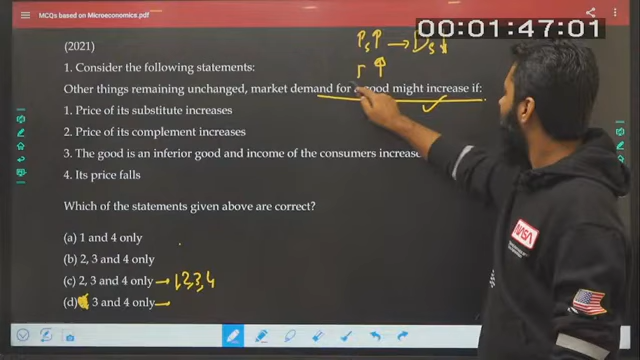 MCQs based on Microeconomics.pdf
00:01:47:01
(2021)
Ps↑ → Ds↓
1. Consider the following statements:
Other things remaining unchanged, market demand for a good might increase if:
1. Price of its substitute increases
2. Price of its complement increases
3. The good is an inferior good and income of the consumers increase
4. Its price falls
Which of the statements given above are correct?
(a) 1 and 4 only
(b) 2, 3 and 4 only
(c) 2, 3 and 4 only → 1,2,3,4
(d) 3 and 4 only
NASA